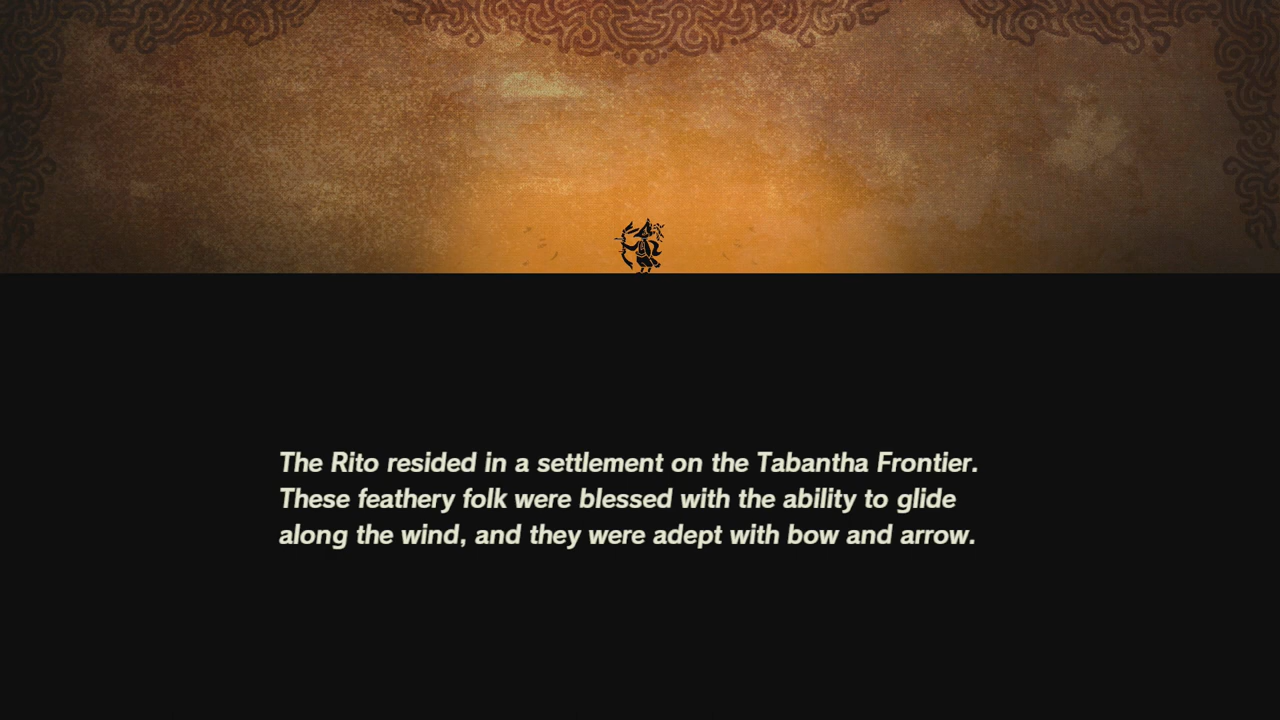 The Rito resided in a settlement on the Tabantha Frontier.
These feathery folk were blessed with the ability to glide
along the wind, and they were adept with bow and arrow.